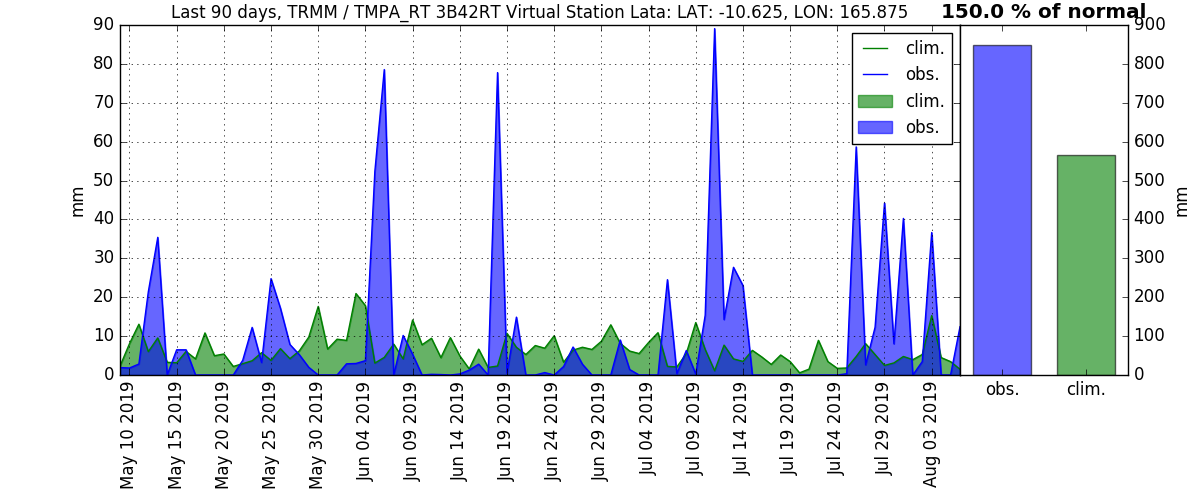 Last 90 days, TRMM / TMPA_RT 3B42RT Virtual Station Lata: LAT: -10.625, LON: 165.875
150.0 % of normal
90
80
70
60
50
40
30
20
10
0
mm
clim.
obs.
clim.
obs.
900
800
700
600
500
400
300
200
100
0
mm
May 10 2019
May 15 2019
May 20 2019
May 25 2019
May 30 2019
Jun 04 2019
Jun 09 2019
Jun 14 2019
Jun 19 2019
Jun 24 2019
Jun 29 2019
Jul 04 2019
Jul 09 2019
Jul 14 2019
Jul 19 2019
Jul 24 2019
Jul 29 2019
Aug 03 2019
obs.
clim.